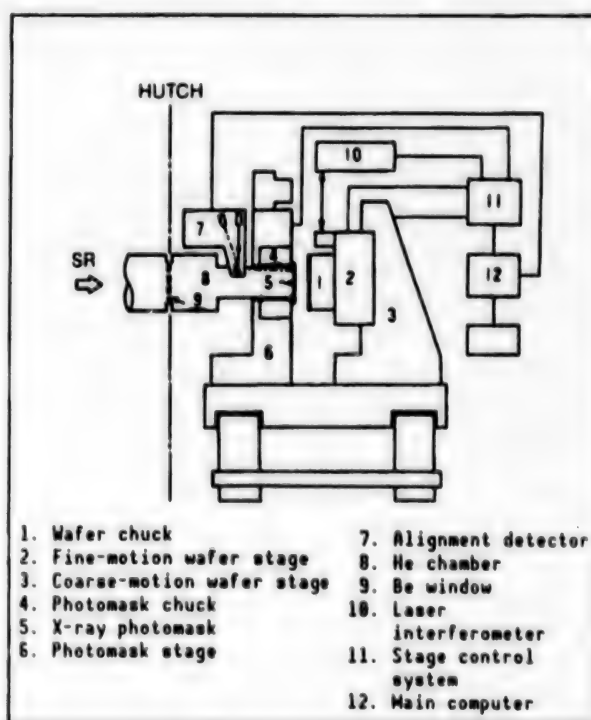 HUTCH
10
7
11
4
SR
8
5
1
2
12
9
3
6
1. Wafer chuck
2. Fine-motion wafer stage
3. Coarse-motion wafer stage
4. Photomask chuck
5. X-ray photomask
6. Photomask stage
7. Alignment detector
8. He chamber
9. Be window
10. Laser
interferometer
11. Stage control
system
12. Main computer